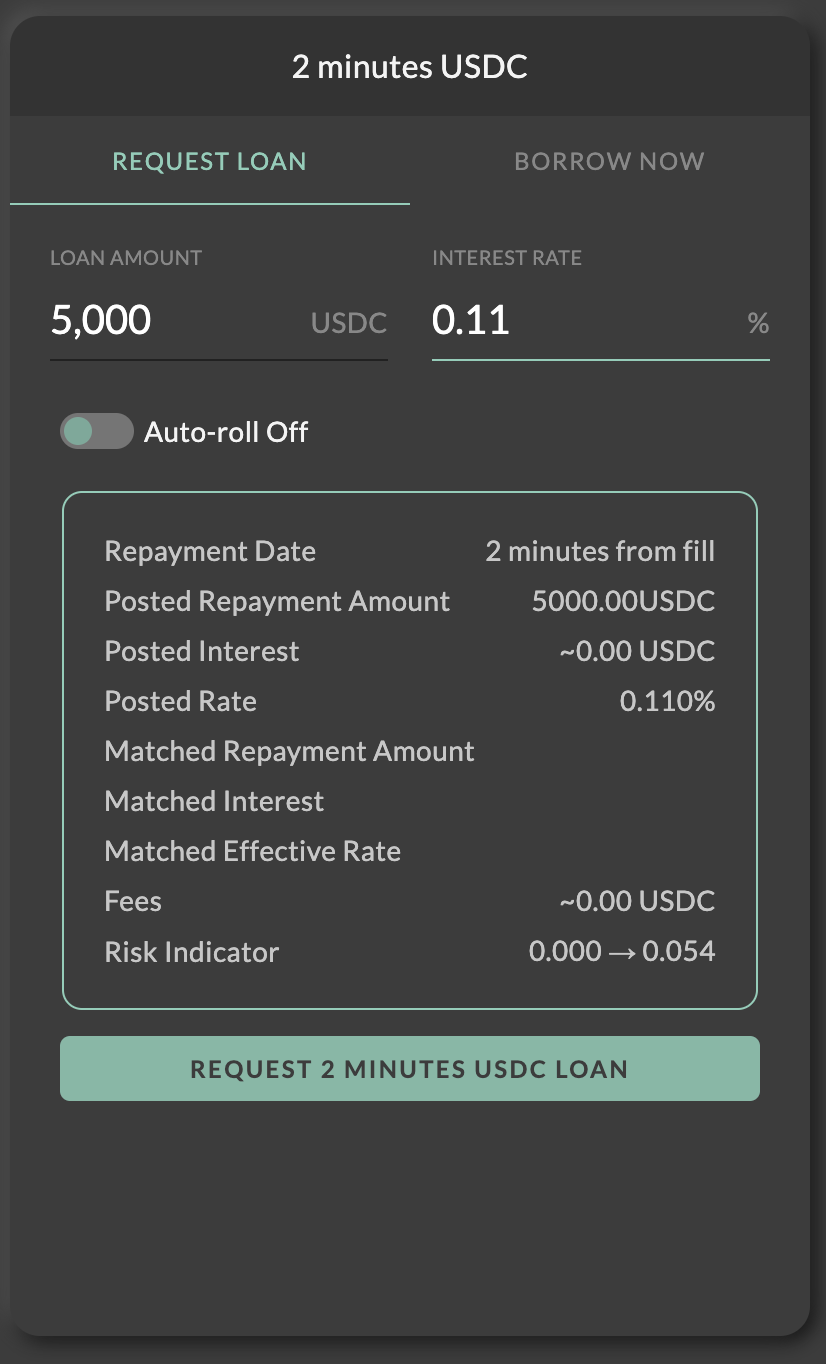 2 minutes USDC
REQUEST LOAN BORROW NOW
LOAN AMOUNT INTEREST RATE
5,000 USDC 0.11 %
Auto-roll Off
Repayment Date 2 minutes from fill
Posted Repayment Amount 5000.00USDC
Posted Interest ~0.00 USDC
Posted Rate 0.110%
Matched Repayment Amount
Matched Interest
Matched Effective Rate
Fees ~0.00 USDC
Risk Indicator 0.000 → 0.054
REQUEST 2 MINUTES USDC LOAN